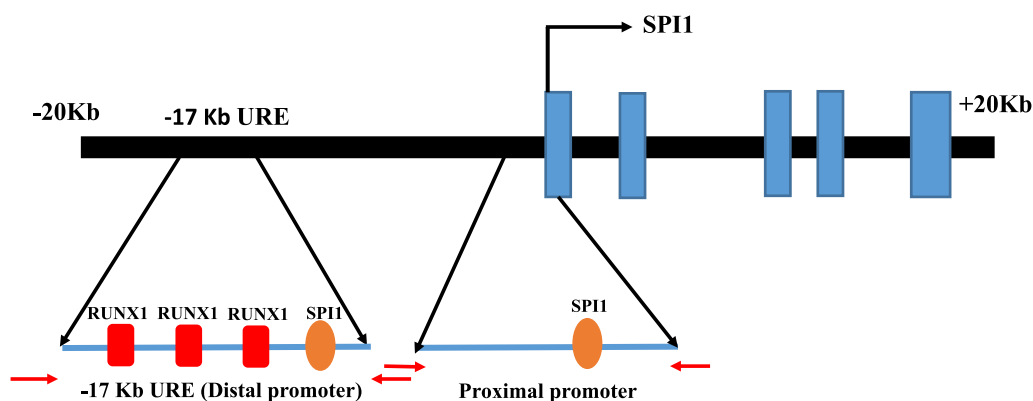 SPI1
-20Kb
-17 Kb URE
+20Kb
RUNX1 RUNX1 RUNX1 SPI1
SPI1
-17 Kb URE (Distal promoter)
Proximal promoter